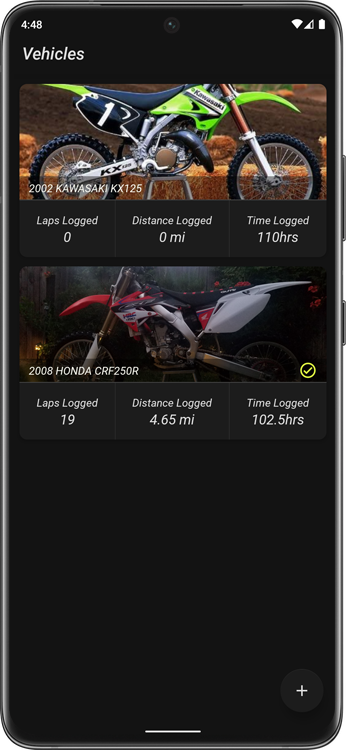 4:48
Vehicles
Kawasaki
1
KX125
2002 KAWASAKI KX125
Laps Logged Distance Logged Time Logged
0 0 mi 110hrs
2008 HONDA CRF250R
Laps Logged Distance Logged Time Logged
19 4.65 mi 102.5hrs